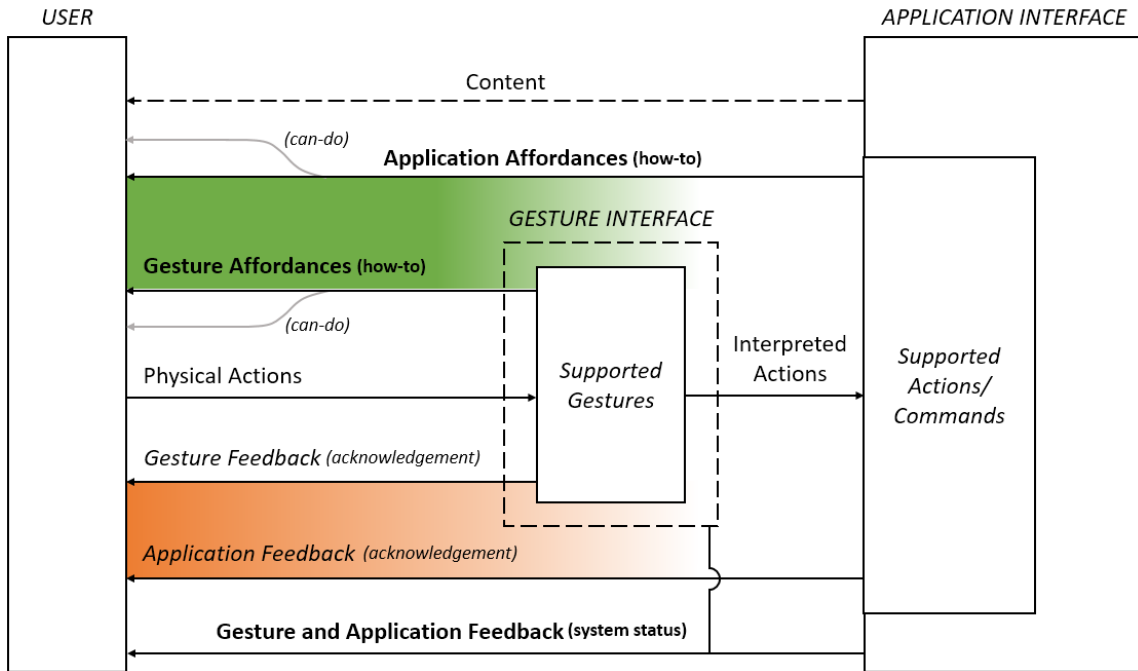 USER
APPLICATION INTERFACE
Content
(can-do)
Application Affordances (how-to)
GESTURE INTERFACE
Gesture Affordances (how-to)
(can-do)
Physical Actions
Supported
Gestures
Interpreted
Actions
Supported
Actions/
Commands
Gesture Feedback (acknowledgement)
Application Feedback (acknowledgement)
Gesture and Application Feedback (system status)